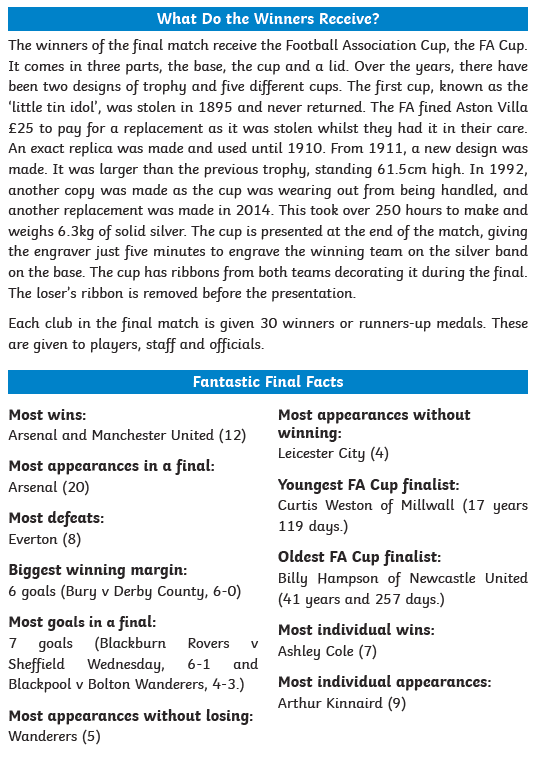 What Do the Winners Receive?
The winners of the final match receive the Football Association Cup, the FA Cup.
It comes in three parts, the base, the cup and a lid. Over the years, there have
been two designs of trophy and five different cups. The first cup, known as the
‘little tin idol’, was stolen in 1895 and never returned. The FA fined Aston Villa
£25 to pay for a replacement as it was stolen whilst they had it in their care.
An exact replica was made and used until 1910. From 1911, a new design was
made. It was larger than the previous trophy, standing 61.5cm high. In 1992,
another copy was made as the cup was wearing out from being handled, and
another replacement was made in 2014. This took over 250 hours to make and
weighs 6.3kg of solid silver. The cup is presented at the end of the match, giving
the engraver just five minutes to engrave the winning team on the silver band
on the base. The cup has ribbons from both teams decorating it during the final.
The loser’s ribbon is removed before the presentation.
Each club in the final match is given 30 winners or runners-up medals. These
are given to players, staff and officials.
Fantastic Final Facts
Most wins:
Arsenal and Manchester United (12)
Most appearances in a final:
Arsenal (20)
Most defeats:
Everton (8)
Biggest winning margin:
6 goals (Bury v Derby County, 6-0)
Most goals in a final:
7 goals (Blackburn Rovers v
Sheffield Wednesday, 6-1 and
Blackpool v Bolton Wanderers, 4-3.)
Most appearances without losing:
Wanderers (5)
Most appearances without
winning:
Leicester City (4)
Youngest FA Cup finalist:
Curtis Weston of Millwall (17 years
119 days.)
Oldest FA Cup finalist:
Billy Hampson of Newcastle United
(41 years and 257 days.)
Most individual wins:
Ashley Cole (7)
Most individual appearances:
Arthur Kinnaird (9)